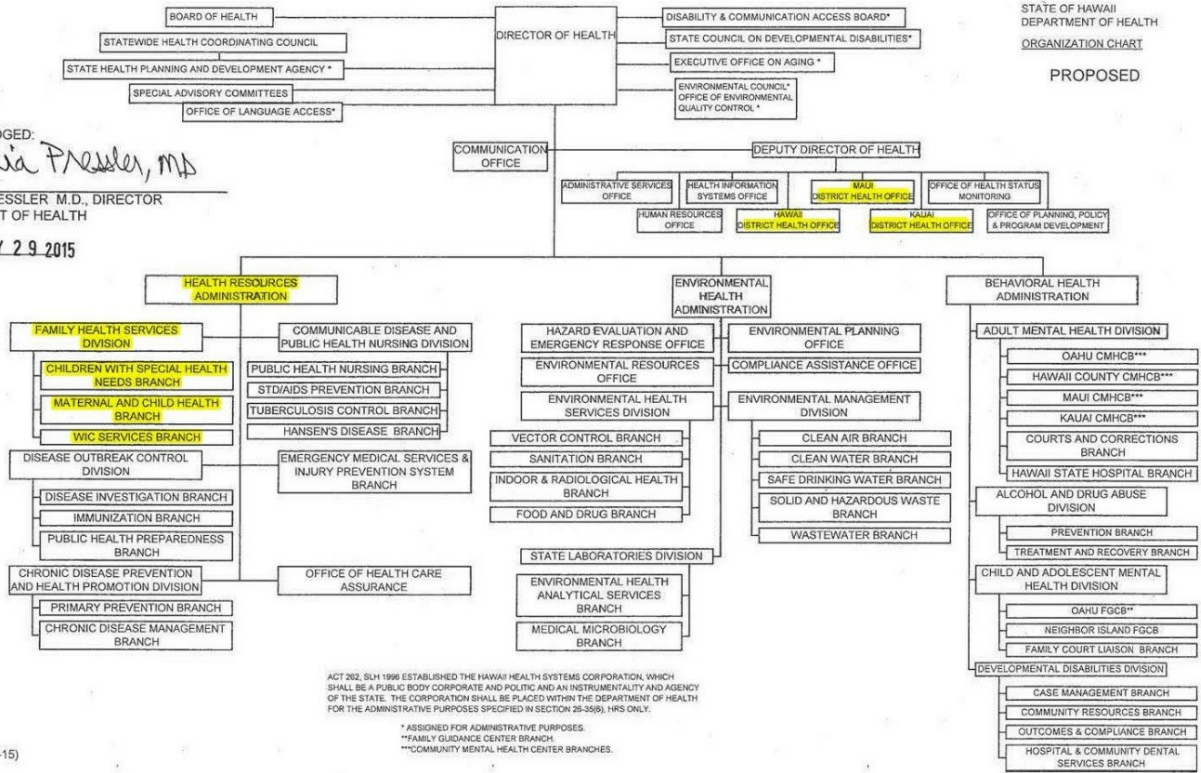 STATE OF HAWAII
DEPARTMENT OF HEALTH
ORGANIZATION CHART
PROPOSED
BOARD OF HEALTH
STATEWIDE HEALTH COORDINATING COUNCIL
STATE HEALTH PLANNING AND DEVELOPMENT AGENCY *
SPECIAL ADVISORY COMMITTEES
OFFICE OF LANGUAGE ACCESS*
DIRECTOR OF HEALTH
DISABILITY & COMMUNICATION ACCESS BOARD*
STATE COUNCIL ON DEVELOPMENTAL DISABILITIES*
EXECUTIVE OFFICE ON AGING *
ENVIRONMENTAL COUNCIL*
OFFICE OF ENVIRONMENTAL
QUALITY CONTROL *
Pressler, MD
ESSLER M.D., DIRECTOR
T OF HEALTH
29 2015
COMMUNICATION
OFFICE
DEPUTY DIRECTOR OF HEALTH
ADMINISTRATIVE SERVICES
OFFICE
HEALTH INFORMATION
SYSTEMS OFFICE
MAUI
DISTRICT HEALTH OFFICE
OFFICE OF HEALTH STATUS
MONITORING
HUMAN RESOURCES
OFFICE
HAWAII
DISTRICT HEALTH OFFICE
KAUAI
DISTRICT HEALTH OFFICE
OFFICE OF PLANNING, POLICY
& PROGRAM DEVELOPMENT
HEALTH RESOURCES
ADMINISTRATION
FAMILY HEALTH SERVICES
DIVISION
CHILDREN WITH SPECIAL HEALTH
NEEDS BRANCH
MATERNAL AND CHILD HEALTH
BRANCH
WIC SERVICES BRANCH
DISEASE OUTBREAK CONTROL
DIVISION
DISEASE INVESTIGATION BRANCH
IMMUNIZATION BRANCH
PUBLIC HEALTH PREPAREDNESS
BRANCH
CHRONIC DISEASE PREVENTION
AND HEALTH PROMOTION DIVISION
PRIMARY PREVENTION BRANCH
CHRONIC DISEASE MANAGEMENT
BRANCH
COMMUNICABLE DISEASE AND
PUBLIC HEALTH NURSING DIVISION
PUBLIC HEALTH NURSING BRANCH
STD/AIDS PREVENTION BRANCH
TUBERCULOSIS CONTROL BRANCH
HANSEN'S DISEASE BRANCH
EMERGENCY MEDICAL SERVICES &
INJURY PREVENTION SYSTEM
BRANCH
OFFICE OF HEALTH CARE
ASSURANCE
ENVIRONMENTAL
HEALTH
ADMINISTRATION
HAZARD EVALUATION AND
EMERGENCY RESPONSE OFFICE
ENVIRONMENTAL RESOURCES
OFFICE
ENVIRONMENTAL HEALTH
SERVICES DIVISION
VECTOR CONTROL BRANCH
SANITATION BRANCH
INDOOR & RADIOLOGICAL HEALTH
BRANCH
FOOD AND DRUG BRANCH
STATE LABORATORIES DIVISION
ENVIRONMENTAL HEALTH
ANALYTICAL SERVICES
BRANCH
MEDICAL MICROBIOLOGY
BRANCH
ENVIRONMENTAL PLANNING
OFFICE
COMPLIANCE ASSISTANCE OFFICE
ENVIRONMENTAL MANAGEMENT
DIVISION
CLEAN AIR BRANCH
CLEAN WATER BRANCH
SAFE DRINKING WATER BRANCH
SOLID AND HAZARDOUS WASTE
BRANCH
WASTEWATER BRANCH
BEHAVIORAL HEALTH
ADMINISTRATION
ADULT MENTAL HEALTH DIVISION
OAHU CMHCB***
HAWAII COUNTY CMHCB***
MAUI CMHCB***
KAUAI CMHCB***
COURTS AND CORRECTIONS
BRANCH
HAWAII STATE HOSPITAL BRANCH
ALCOHOL AND DRUG ABUSE
DIVISION
PREVENTION BRANCH
TREATMENT AND RECOVERY BRANCH
CHILD AND ADOLESCENT MENTAL
HEALTH DIVISION
OAHU FGCB**
NEIGHBOR ISLAND FGCB
FAMILY COURT LIAISON BRANCH
DEVELOPMENTAL DISABILITIES DIVISION
CASE MANAGEMENT BRANCH
COMMUNITY RESOURCES BRANCH
OUTCOMES & COMPLIANCE BRANCH
HOSPITAL & COMMUNITY DENTAL
SERVICES BRANCH
ACT 262, SLH 1996 ESTABLISHED THE HAWAII HEALTH SYSTEMS CORPORATION, WHICH
SHALL BE A PUBLIC BODY CORPORATE AND POLITIC AND AN INSTRUMENTALITY AND AGENCY
OF THE STATE. THE CORPORATION SHALL BE PLACED WITHIN THE DEPARTMENT OF HEALTH
FOR THE ADMINISTRATIVE PURPOSES SPECIFIED IN SECTION 26-35(6), HRS ONLY.
* ASSIGNED FOR ADMINISTRATIVE PURPOSES.
**FAMILY GUIDANCE CENTER BRANCH.
***COMMUNITY MENTAL HEALTH CENTER BRANCHES.
-15)